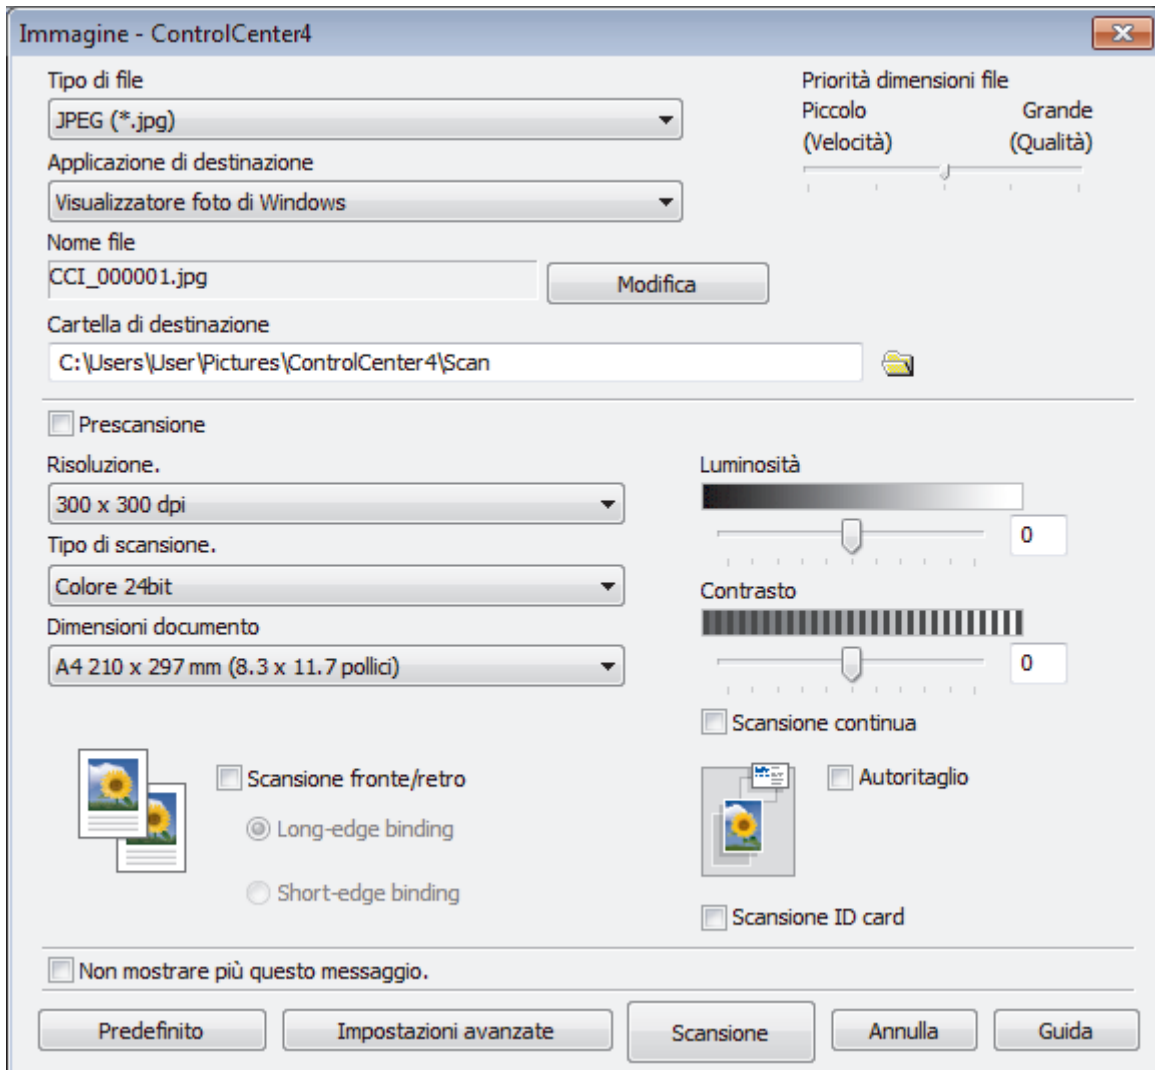 Immagine - ControlCenter4
Tipo di file
JPEG (*.jpg)
Applicazione di destinazione
Visualizzatore foto di Windows
Nome file
CCI_000001.jpg
Modifica
Cartella di destinazione
C:\Users\User\Pictures\ControlCenter4\Scan
Priorità dimensioni file
Piccolo Grande
(Velocità) (Qualità)
Prescansione
Risoluzione.
300 x 300 dpi
Tipo di scansione.
Colore 24bit
Dimensioni documento
A4 210 x 297 mm (8.3 x 11.7 pollici)
Luminosità
0
Contrasto
0
Scansione continua
Scansione fronte/retro
Long-edge binding
Short-edge binding
Autoritaglio
Scansione ID card
Non mostrare più questo messaggio.
Predefinito Impostazioni avanzate Scansione Annulla Guida